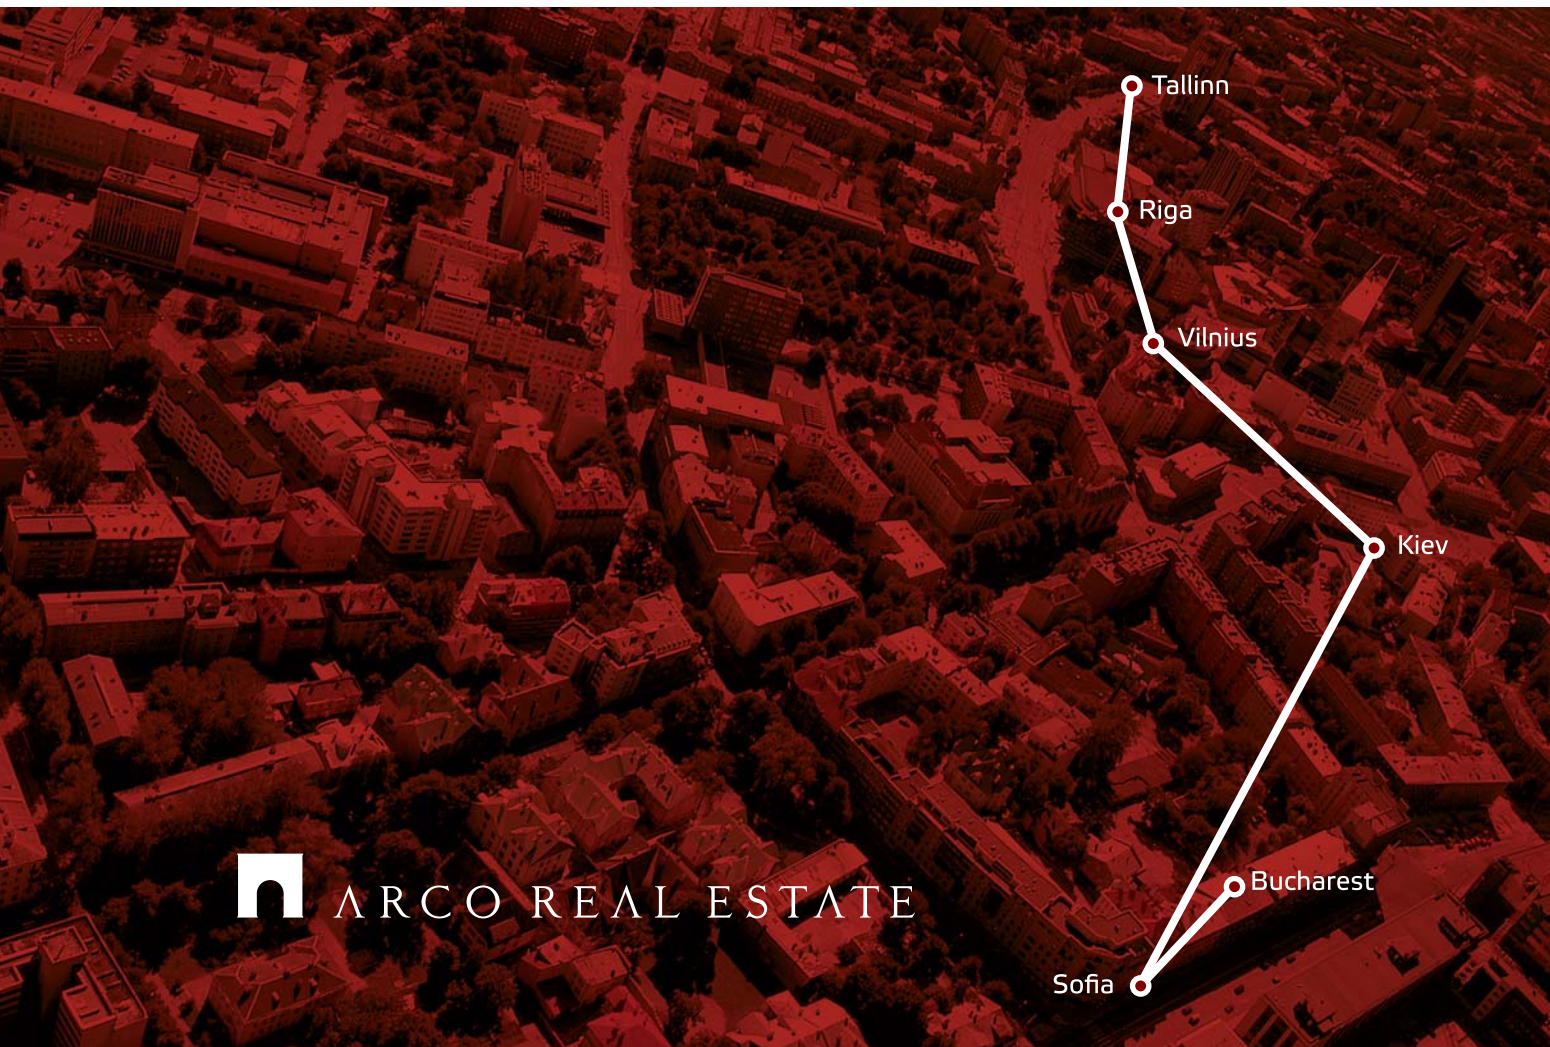 Tallinn
Riga
Vilnius
Kiev
Bucharest
ARCO REAL ESTATE
Sofia